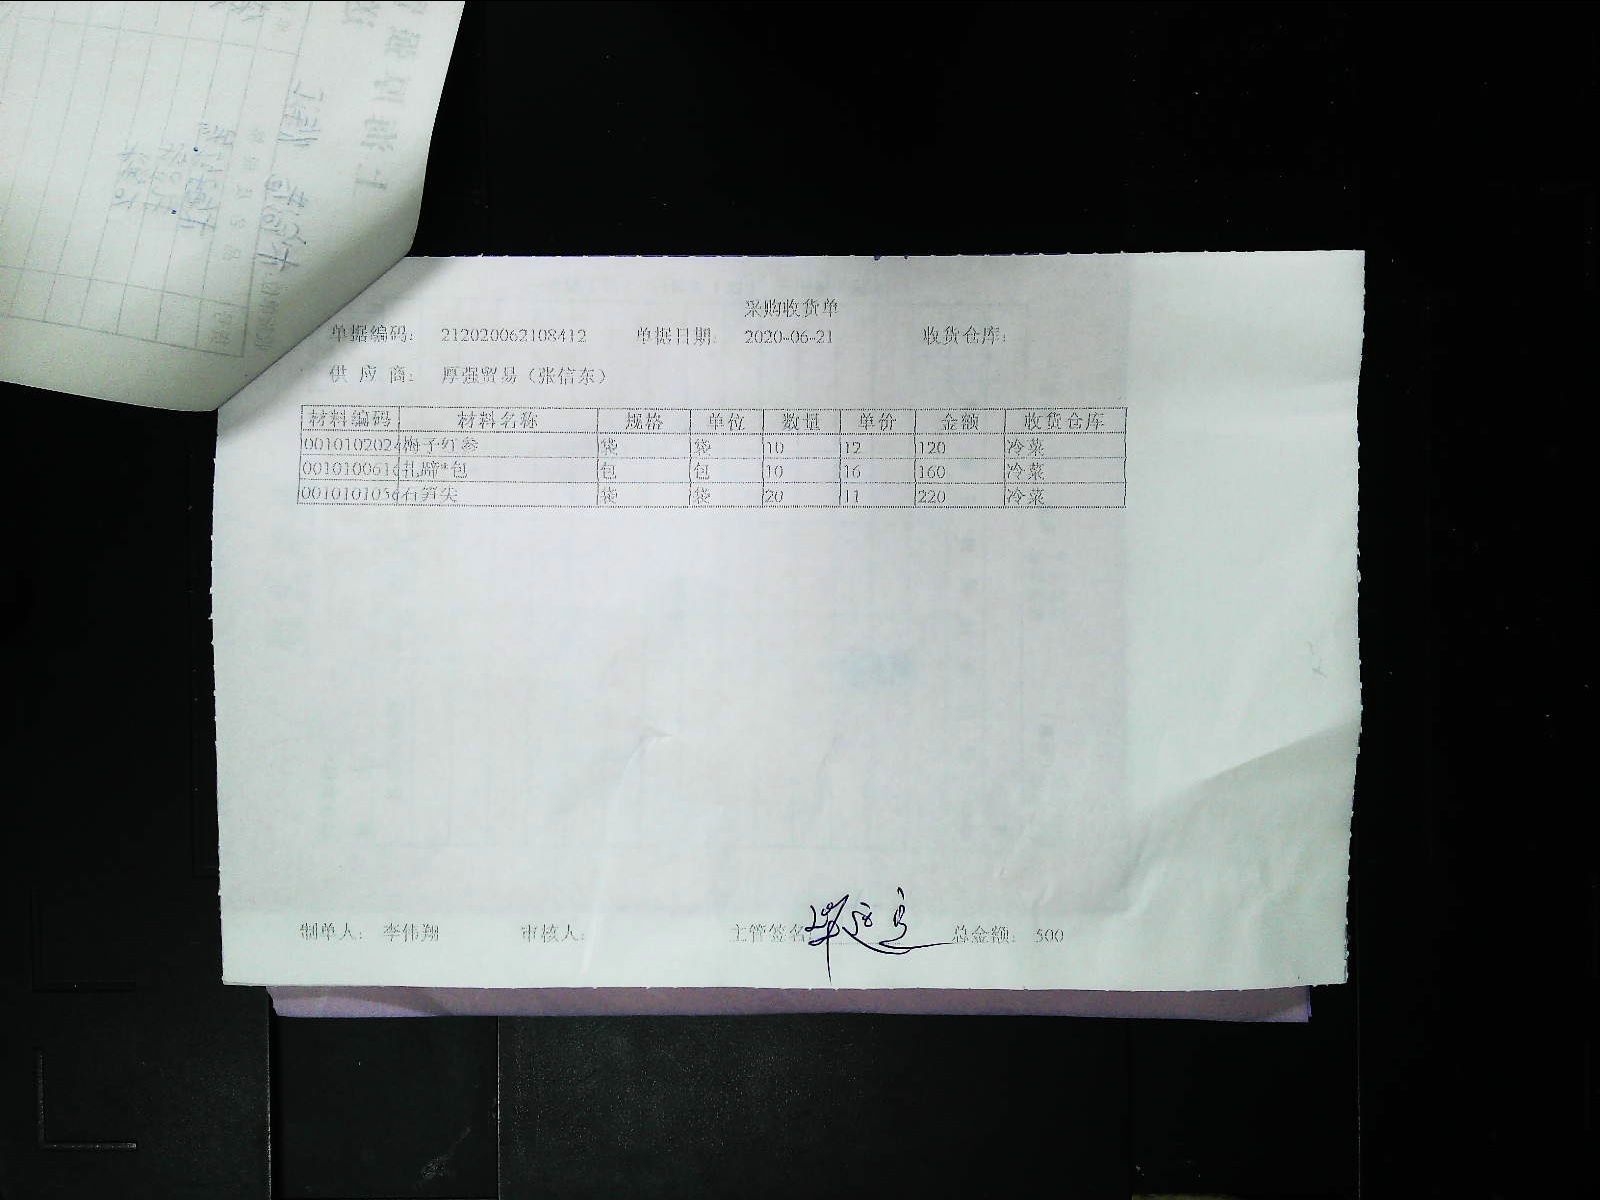 采购收货单
单据编码： 212020062108412 单据日期： 2020-06-21 收货仓库：
供 应 商： 厚强贸易（张信东）
材料编码 材料名称 规格 单位 数量 单价 金额 收货仓库
0010102024 梅子红参 袋 袋 10 12 120 冷菜
001010061 扎蹄*包 包 包 10 16 160 冷菜
001010105 石笋尖 袋 袋 20 11 220 冷菜
制单人： 李伟翔 审核人： 主管签名 总金额： 500